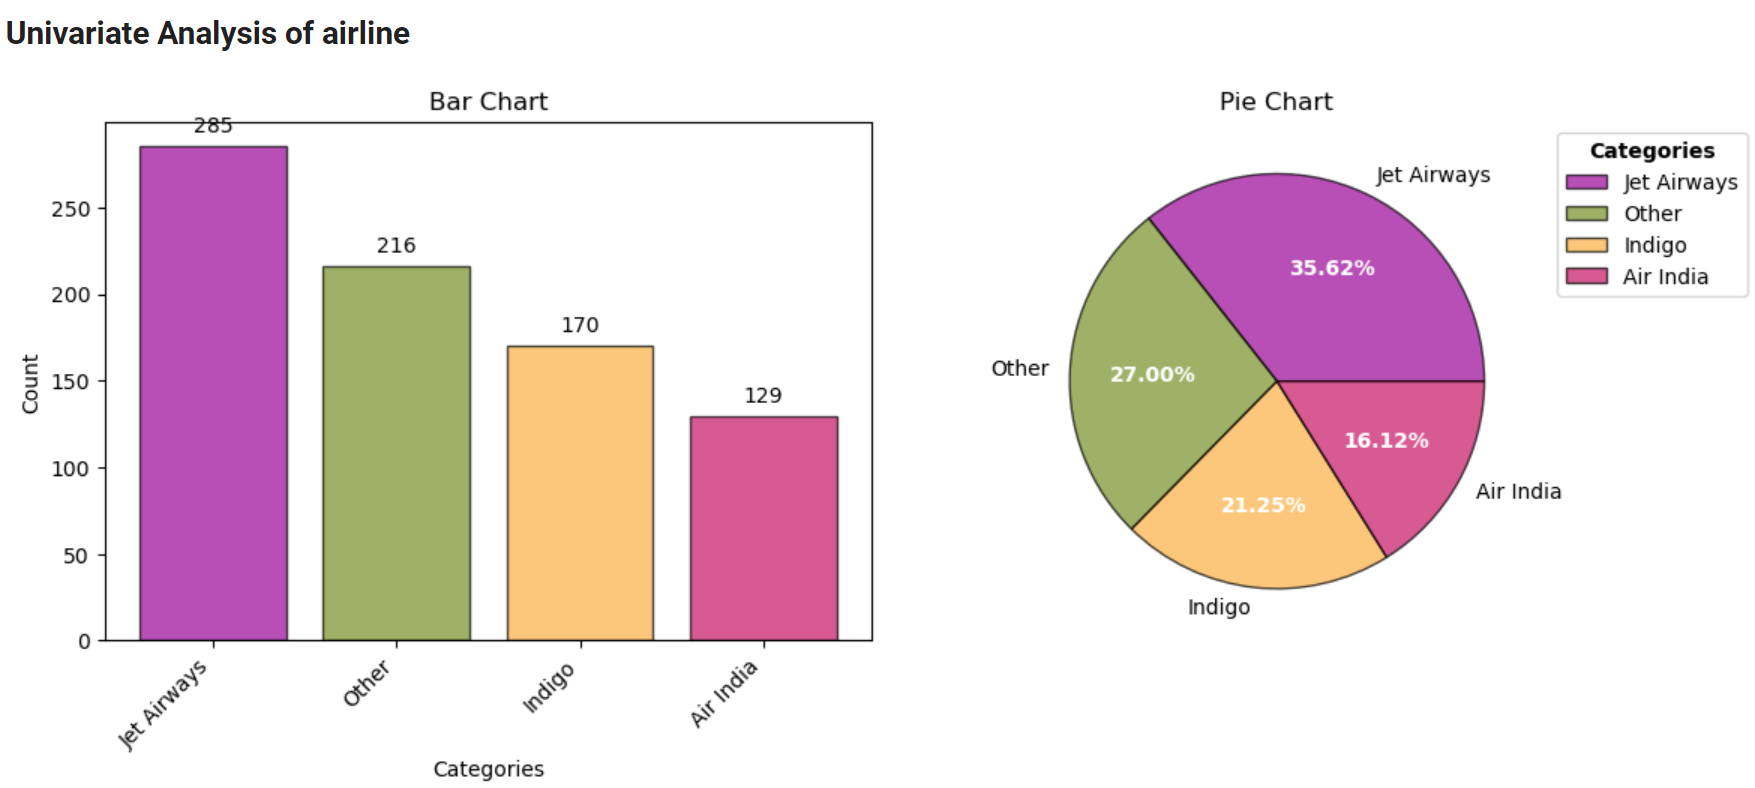 Univariate Analysis of airline
Bar Chart
285
216
170
129
250
200
150
100
50
0
Count
Jet Airways
Other
Indigo
Air India
Categories
Pie Chart
Jet Airways
35.62%
Other
27.00%
21.25%
Indigo
16.12%
Air India
Categories
Jet Airways
Other
Indigo
Air India